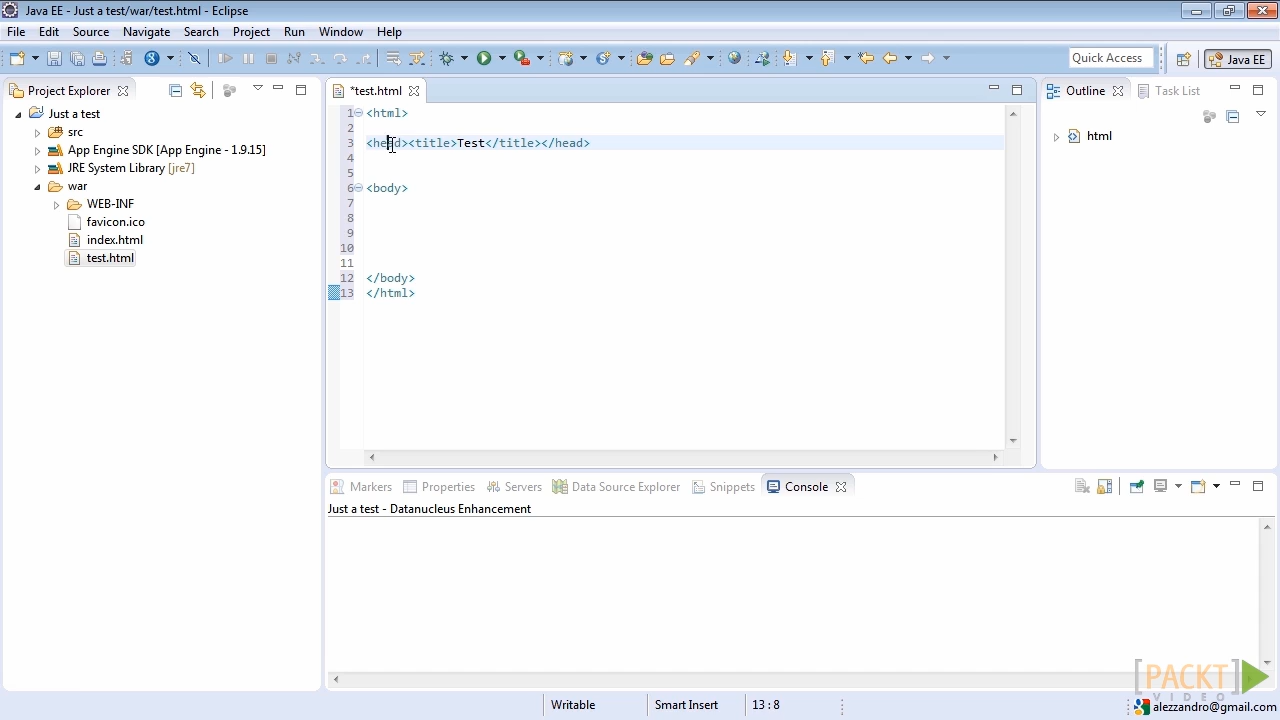 Java EE - Just a test/war/test.html - Eclipse
File Edit Source Navigate Search Project Run Window Help
Quick Access
Java EE
Project Explorer
*test.html
Outline
Task List
Just a test
src
App Engine SDK [App Engine - 1.9.15]
JRE System Library [jre7]
war
WEB-INF
favicon.ico
index.html
test.html
1 <html>
2
3 <head><title>Test</title></head>
4
5
6 <body>
7
8
9
10
11
12 </body>
13 </html>
html
Markers Properties Servers Data Source Explorer Snippets Console
Just a test - Datanucleus Enhancement
[PACKT]
VIDEO
Writable Smart Insert 13 : 8
alezzandro@gmail.com